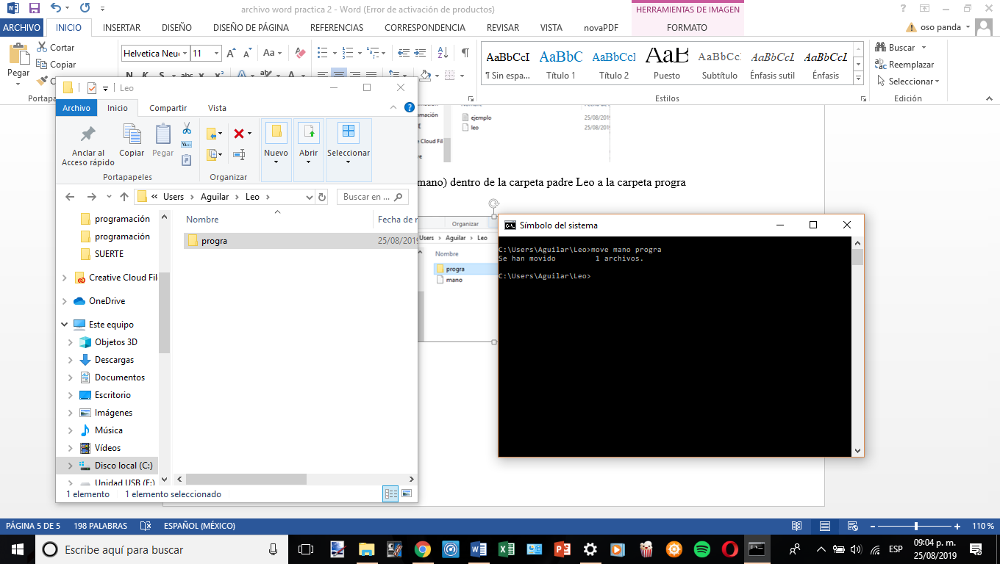 archivo word practica 2 - Word (Error de activación de productos)
HERRAMIENTAS DE IMAGEN
ARCHIVO INICIO INSERTAR DISEÑO DISEÑO DE PÁGINA REFERENCIAS CORRESPONDENCIA REVISAR VISTA novaPDF FORMATO oso panda
Cortar
Copiar
Pegar
Helvetica Neu 11
AaBbCcI AaBbC AaBbCcI AaB AaBbCcI AaBbCcL AaBbCcL
¶ Sin espa... Título 1 Título 2 Puesto Subtítulo Énfasis sutil Énfasis
Buscar
Reemplazar
Seleccionar
Portapa
Estilos
Edición
Leo
Archivo Inicio Compartir Vista
Anclar al
Acceso rápido
Copiar
Pegar
Nuevo
Abrir
Seleccionar
Portapapeles
Organizar
Users Aguilar Leo
Buscar en ...
programación
programación
SUERTE
Creative Cloud Fil
OneDrive
Este equipo
Objetos 3D
Descargas
Documentos
Escritorio
Imágenes
Música
Vídeos
Disco local (C:)
Unidad USB (F:)
Nombre
Fecha de
progra 25/08/2019
1 elemento 1 elemento seleccionado
ramación
ejemplo 25/08/201
leo 25/08/201
e Cloud Fil
mano) dentro de la carpeta padre Leo a la carpeta progra
Organizar
Users Aguilar Leo
Nombre
progra
mano
Símbolo del sistema
C:\Users\Aguilar\Leo>move mano progra
Se han movido 1 archivos.
C:\Users\Aguilar\Leo>
PÁGINA 5 DE 5 198 PALABRAS ESPAÑOL (MÉXICO) 110 %
Escribe aquí para buscar
ESP
09:04 p. m.
25/08/2019